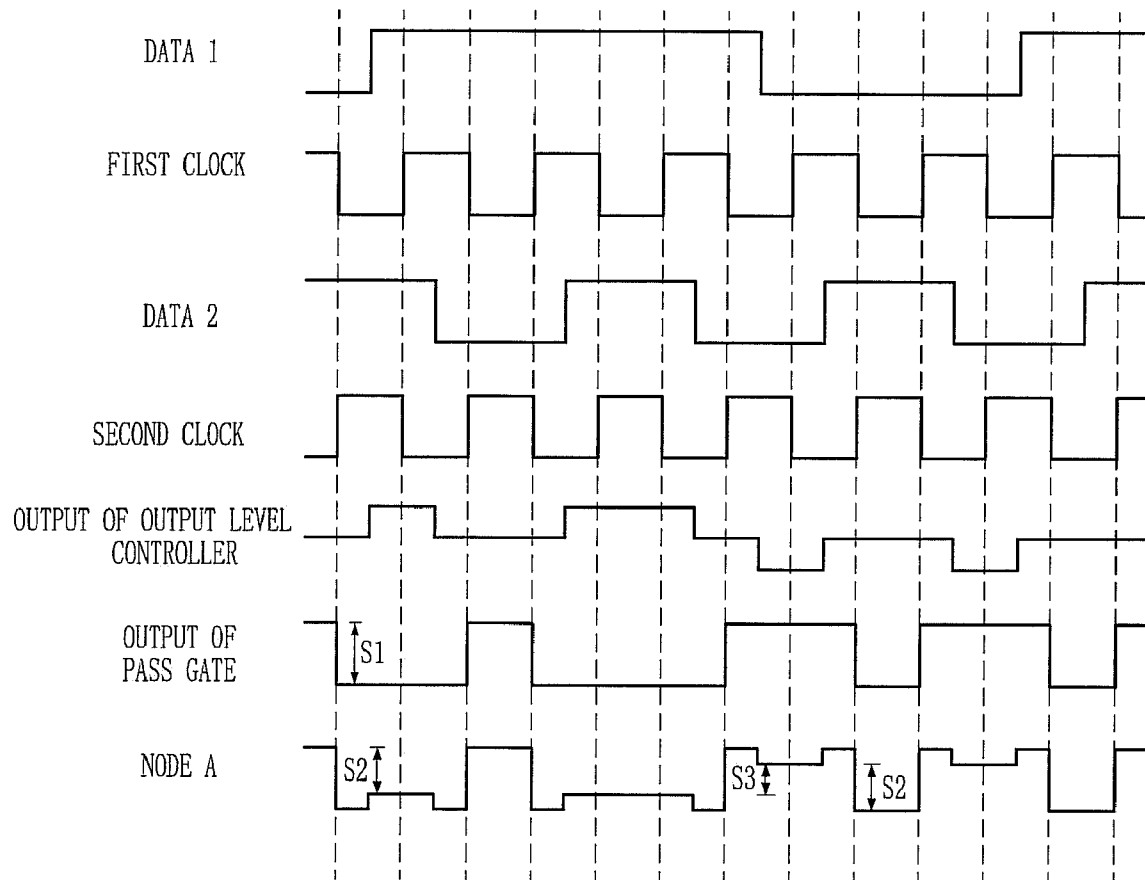 DATA 1
FIRST CLOCK
DATA 2
SECOND CLOCK
OUTPUT OF OUTPUT LEVEL
CONTROLLER
OUTPUT OF
PASS GATE
S1
NODE A
S2
S3
S2